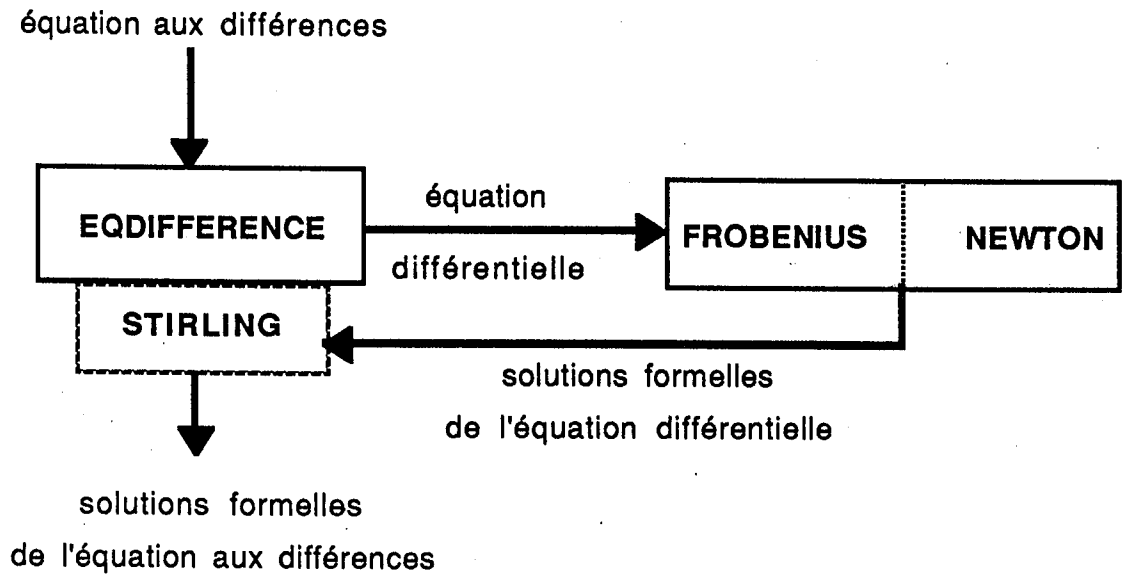 équation aux différences
EQDIFFERENCE
équation
différentielle
FROBENIUS
NEWTON
STIRLING
solutions formelles
de l'équation différentielle
solutions formelles
de l'équation aux différences